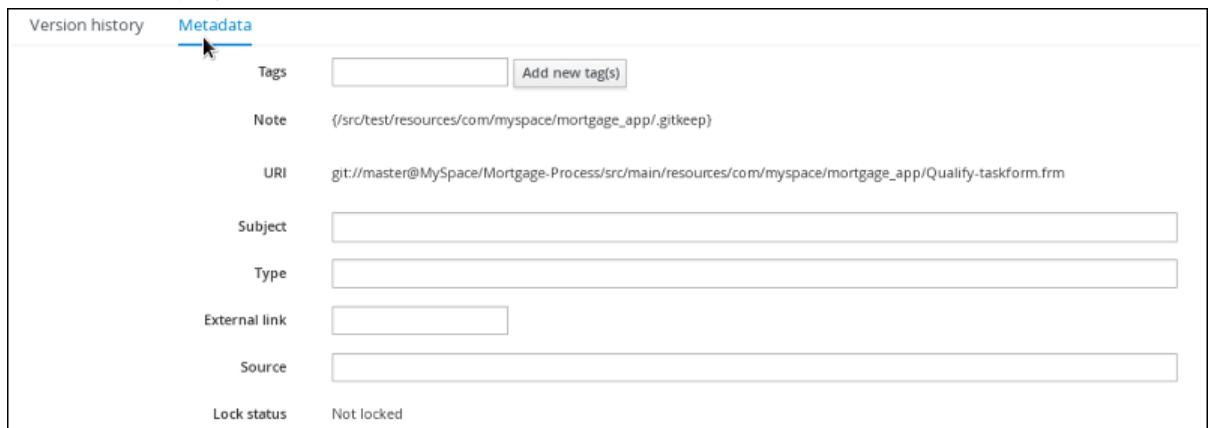 Version history Metadata
Tags Add new tag(s)
Note {/src/test/resources/com/myspace/mortgage_app/.gitkeep}
URI git://master@MySpace/Mortgage-Process/src/main/resources/com/myspace/mortgage_app/Qualify-taskform.frm
Subject
Type
External link
Source
Lock status Not locked